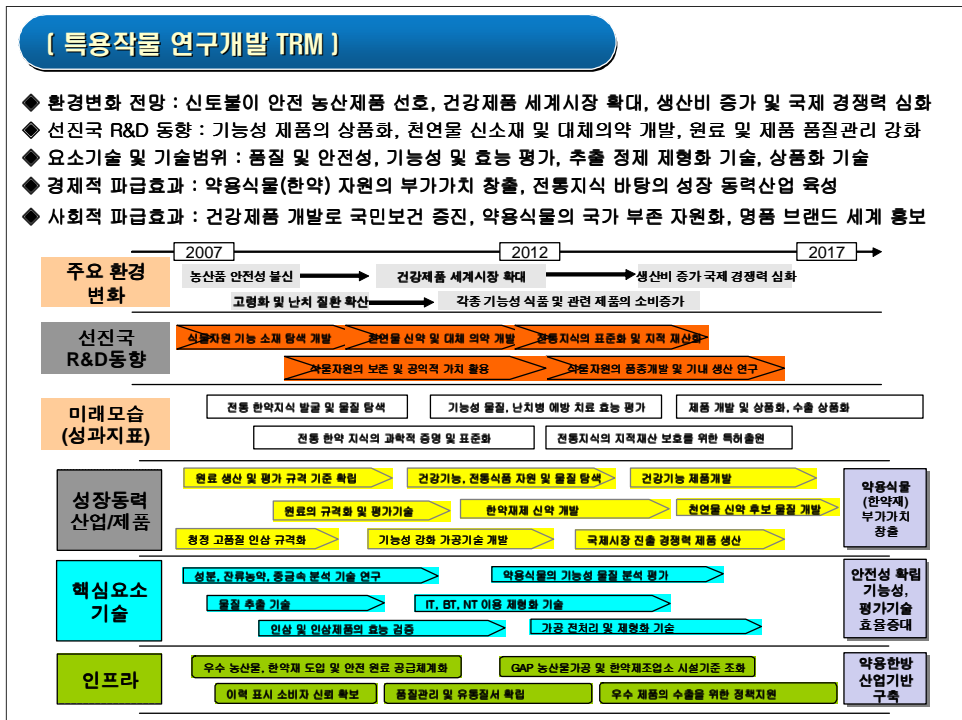 [ 특용작물 연구개발 TRM ]
◈ 환경변화 전망 : 신토불이 안전 농산제품 선호, 건강제품 세계시장 확대, 생산비 증가 및 국제 경쟁력 심화
◈ 선진국 R&D 동향 : 기능성 제품의 상품화, 천연물 신소재 및 대체의약 개발, 원료 및 제품 품질관리 강화
◈ 요소기술 및 기술범위 : 품질 및 안전성, 기능성 및 효능 평가, 추출 정제 제형화 기술, 상품화 기술
◈ 경제적 파급효과 : 약용식물(한약) 자원의 부가가치 창출, 전통지식 바탕의 성장 동력산업 육성
◈ 사회적 파급효과 : 건강제품 개발로 국민보건 증진, 약용식물의 국가 부존 자원화, 명품 브랜드 세계 홍보
2007 2012 2017
주요 환경
변화
농산품 안전성 불신 건강제품 세계시장 확대 생산비 증가 국제 경쟁력 심화
고령화 및 난치 질환 확산 각종 기능성 식품 및 관련 제품의 소비증가
선진국
R&D동향
식물자원 기능 소재 탐색 개발 천연물 신약 및 대체 의약 개발 전통지식의 표준화 및 지적 재산화
식물자원의 보존 및 공익적 가치 활용 식물자원의 품종개발 및 기내 생산 연구
미래모습
(성과지표)
전통 한약지식 발굴 및 물질 탐색 기능성 물질, 난치병 예방 치료 효능 평가 제품 개발 및 상품화, 수출 상품화
전통 한약 지식의 과학적 증명 및 표준화 전통지식의 지적재산 보호를 위한 특허출원
성장동력
산업/제품
원료 생산 및 평가 규격 기준 확립 건강기능, 전통식품 자원 및 물질 탐색 건강기능 제품개발
원료의 규격화 및 평가기술 한약재제 신약 개발 천연물 신약 후보 물질 개발
청정 고품질 인삼 규격화 기능성 강화 가공기술 개발 국제시장 진출 경쟁력 제품 생산
약용식물
(한약재)
부가가치
창출
핵심요소
기술
성분, 잔류농약, 중금속 분석 기술 연구 약용식물의 기능성 물질 분석 평가
물질 추출 기술 IT, BT, NT 이용 제형화 기술
인삼 및 인삼제품의 효능 검증 가공 전처리 및 제형화 기술
안전성 확립
기능성,
평가기술
효율증대
인프라
우수 농산물, 한약재 도입 및 안전 원료 공급체계화 GAP 농산물가공 및 한약제조업소 시설기준 조화
이력 표시 소비자 신뢰 확보 품질관리 및 유통질서 확립 우수 제품의 수출을 위한 정책지원
약용한방
산업기반
구축